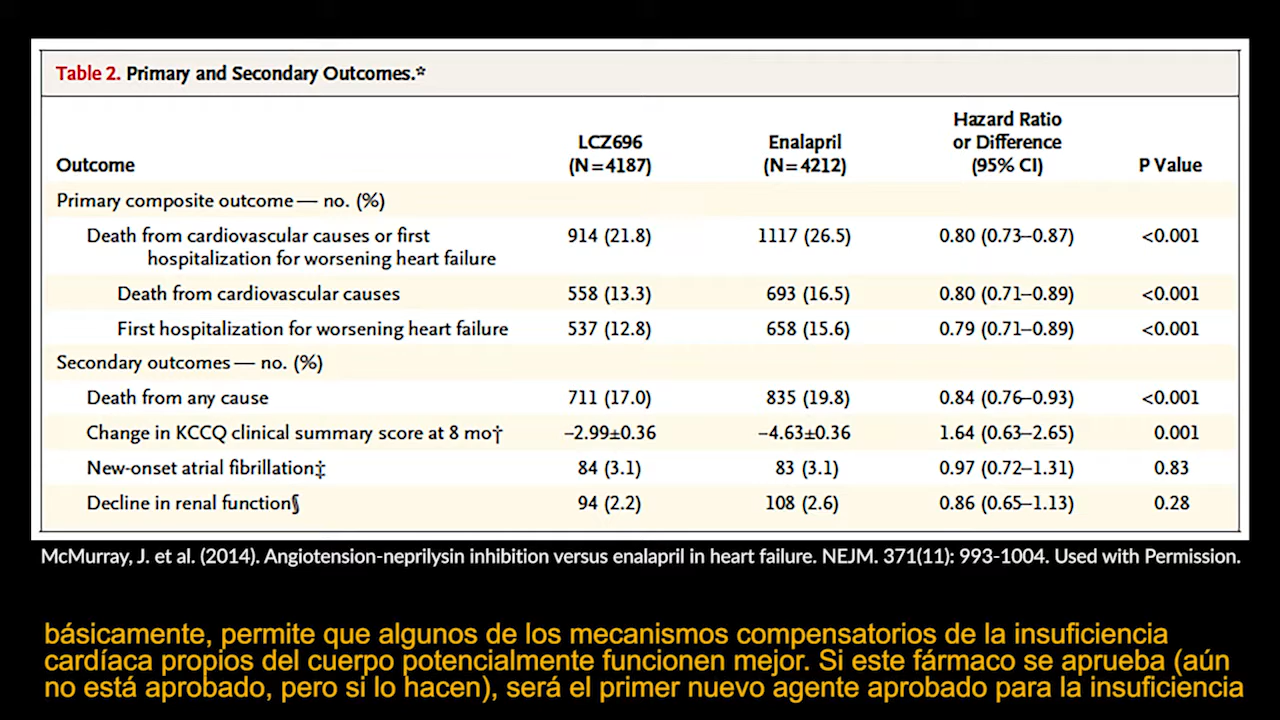 Table 2. Primary and Secondary Outcomes.*
Hazard Ratio
LCZ696 Enalapril or Difference
Outcome (N=4187) (N=4212) (95% CI) P Value
Primary composite outcome — no. (%)
Death from cardiovascular causes or first 914 (21.8) 1117 (26.5) 0.80 (0.73–0.87) <0.001
hospitalization for worsening heart failure
Death from cardiovascular causes 558 (13.3) 693 (16.5) 0.80 (0.71–0.89) <0.001
First hospitalization for worsening heart failure 537 (12.8) 658 (15.6) 0.79 (0.71–0.89) <0.001
Secondary outcomes — no. (%)
Death from any cause 711 (17.0) 835 (19.8) 0.84 (0.76–0.93) <0.001
Change in KCCQ clinical summary score at 8 mo† −2.99±0.36 −4.63±0.36 1.64 (0.63–2.65) 0.001
New-onset atrial fibrillation‡ 84 (3.1) 83 (3.1) 0.97 (0.72–1.31) 0.83
Decline in renal function§ 94 (2.2) 108 (2.6) 0.86 (0.65–1.13) 0.28
McMurray, J. et al. (2014). Angiotension-neprilysin inhibition versus enalapril in heart failure. NEJM. 371(11): 993-1004. Used with Permission.
básicamente, permite que algunos de los mecanismos compensatorios de la insuficiencia
cardíaca propios del cuerpo potencialmente funcionen mejor. Si este fármaco se aprueba (aún
no está aprobado, pero si lo hacen), será el primer nuevo agente aprobado para la insuficiencia